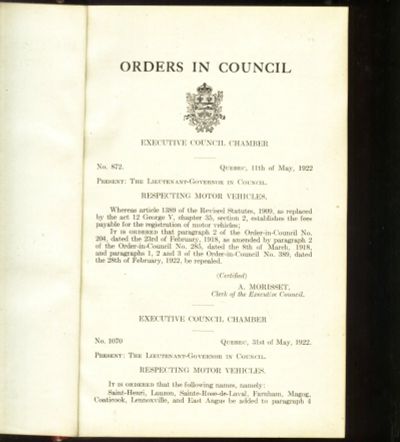 ORDERS IN COUNCIL
EXECUTIVE COUNCIL CHAMBER
No. 872. Quebec, 11th of May, 1922
Present: The Lieutenant-Governor in Council.
RESPECTING MOTOR VEHICLES.
Whereas article 1389 of the Revised Statutes, 1909, as replaced
by the act 12 George V, chapter 35, section 2, establishes the fees
payable for the registration of motor vehicles;
It is ordered that paragraph 2 of the Order-in-Council No.
204, dated the 23rd of February, 1918, as amended by paragraph 2
of the Order-in-Council No. 285, dated the 8th of March, 1918,
and paragraphs 1, 2 and 3 of the Order-in-Council No. 389, dated
the 28th of February, 1922, be repealed.
(Certified)
A. MORISSET,
Clerk of the Executive Council.
EXECUTIVE COUNCIL CHAMBER
No. 1070 Quebec, 31st of May, 1922.
Present: The Lieutenant-Governor in Council.
RESPECTING MOTOR VEHICLES.
It is ordered that the following names, namely:
Saint-Henri, Lauzon, Sainte-Rose-de-Laval, Farnham, Magog,
Coaticook, Lennoxville, and East Angus be added to paragraph 4